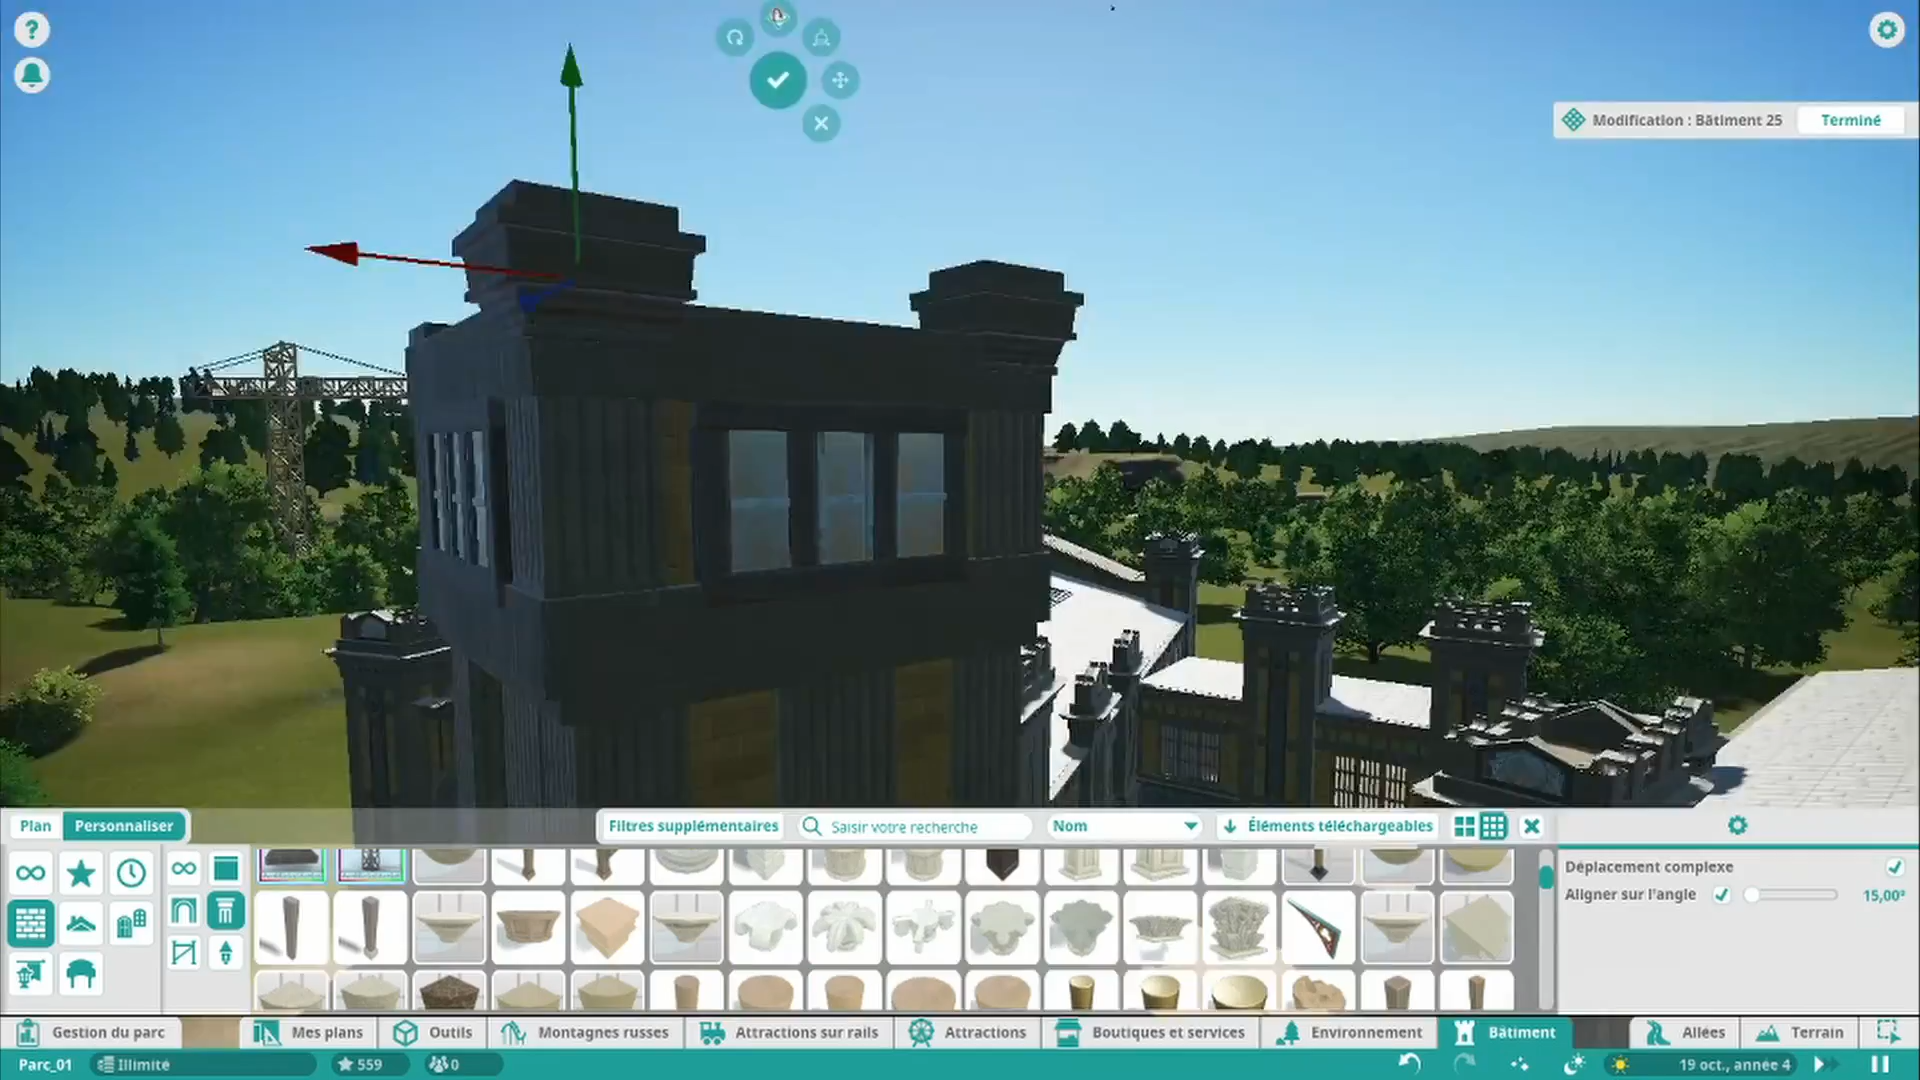 ?
Modification : Bâtiment 25
Terminé
Plan
Personnaliser
Filtres supplémentaires
Saisir votre recherche
Nom
Éléments téléchargeables
Déplacement complexe
Aligner sur l'angle
15,00°
Gestion du parc
Mes plans
Outils
Montagnes russes
Attractions sur rails
Attractions
Boutiques et services
Environnement
Bâtiment
Allées
Terrain
Parc_01
Illimité
559
0
19 oct., année 4